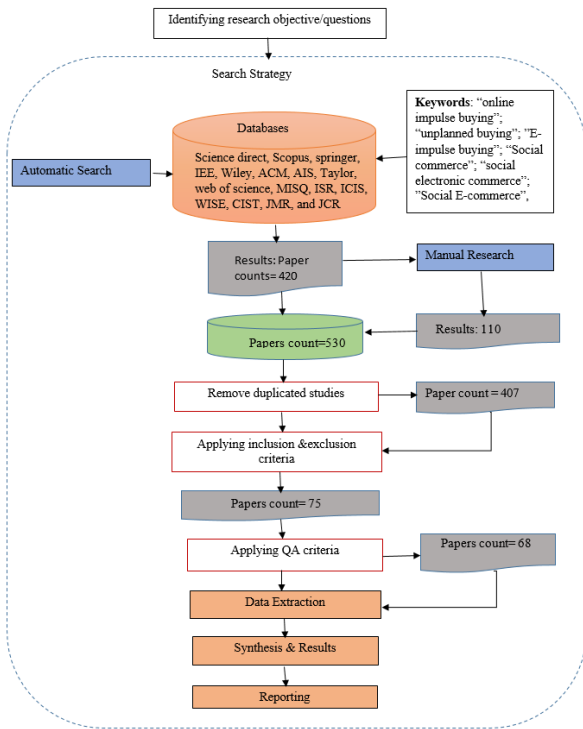 Identifying research objective/questions
Search Strategy
Keywords: “online
impulse buying”;
“unplanned buying”; ”E-
impulse buying”; “Social
commerce”; “social
electronic commerce”;
”Social E-commerce”,
Databases
Science direct, Scopus, springer,
IEE, Wiley, ACM, AIS, Taylor,
web of science, MISQ, ISR, ICIS,
WISE, CIST, JMR, and JCR
Automatic Search
Results: Paper
counts= 420
Manual Research
Results: 110
Papers count=530
Remove duplicated studies
Paper count= 407
Applying inclusion &exclusion
criteria
Papers count= 75
Applying QA criteria
Papers count= 68
Data Extraction
Synthesis & Results
Reporting